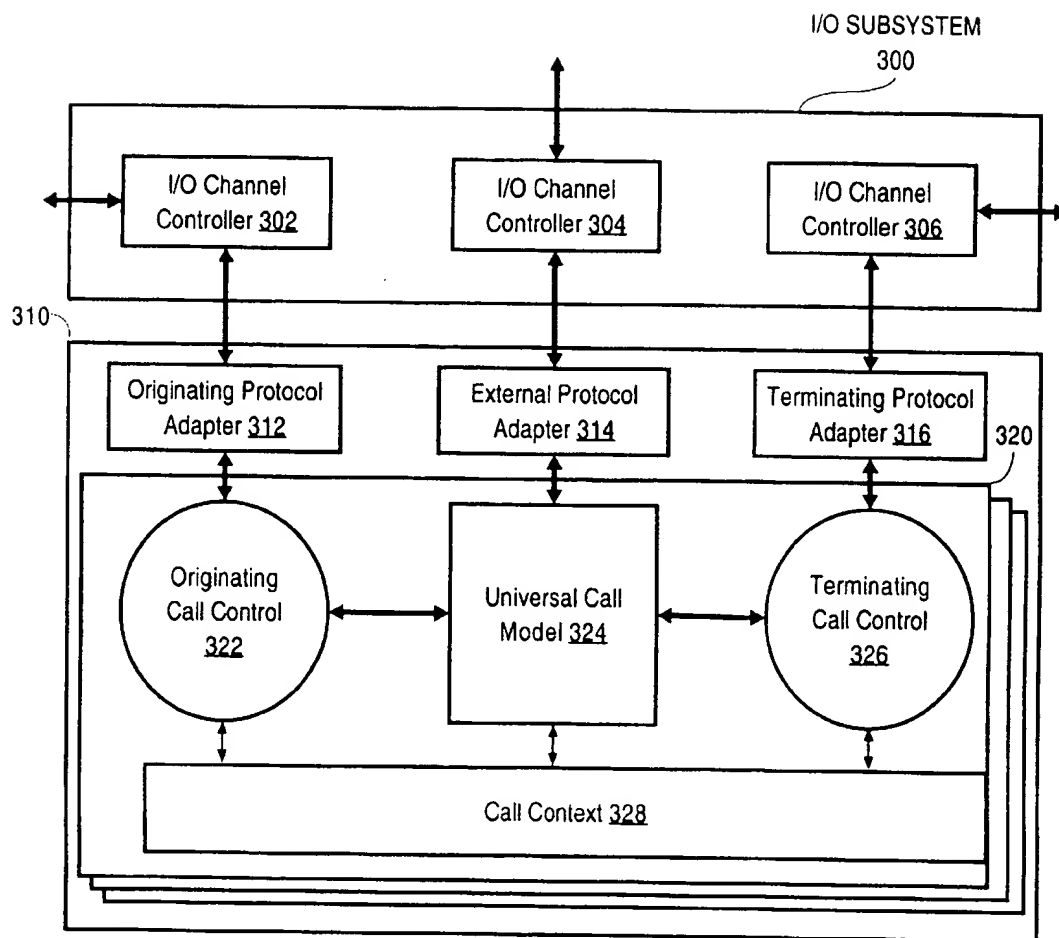 I/O SUBSYSTEM
300
I/O Channel
Controller 302
I/O Channel
Controller 304
I/O Channel
Controller 306
310
Originating Protocol
Adapter 312
External Protocol
Adapter 314
Terminating Protocol
Adapter 316
320
Originating
Call Control
322
Universal Call
Model 324
Terminating
Call Control
326
Call Context 328